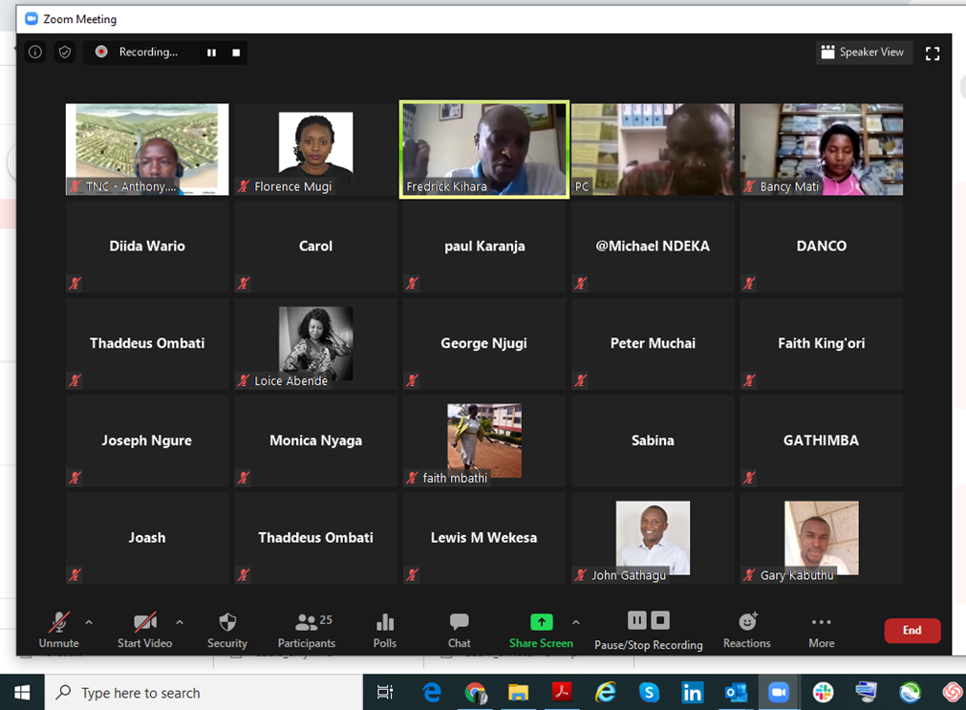 Zoom Meeting
Recording...
Speaker View
TNC - Anthony....
Florence Mugi
Fredrick Kihara
PC
Bancy Mati
Diida Wario
Carol
paul Karanja
@Michael NDEKA
DANCO
Thaddeus Ombati
Loice Abende
George Njugi
Peter Muchai
Faith King'ori
Joseph Ngure
Monica Nyaga
faith mbathi
Sabina
GATHIMBA
Joash
Thaddeus Ombati
Lewis M Wekesa
John Gathagu
Gary Kabuthu
25
Unmute
Start Video
Security
Participants
Polls
Chat
Share Screen
Pause/Stop Recording
Reactions
More
End
Type here to search